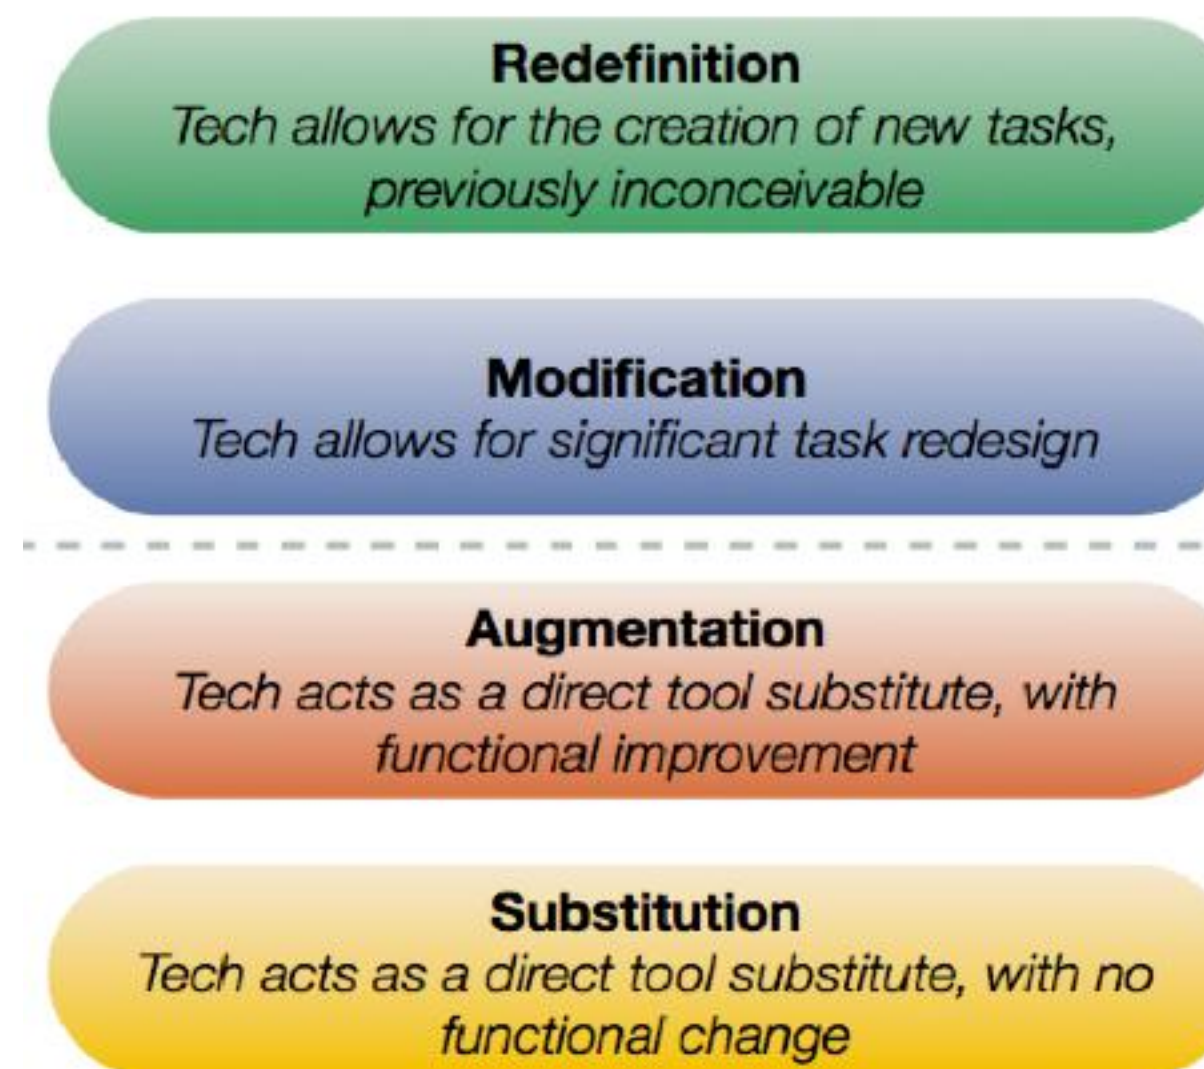 Redefinition
Tech allows for the creation of new tasks,
previously inconceivable
Modification
Tech allows for significant task redesign
Augmentation
Tech acts as a direct tool substitute, with
functional improvement
Substitution
Tech acts as a direct tool substitute, with no
functional change